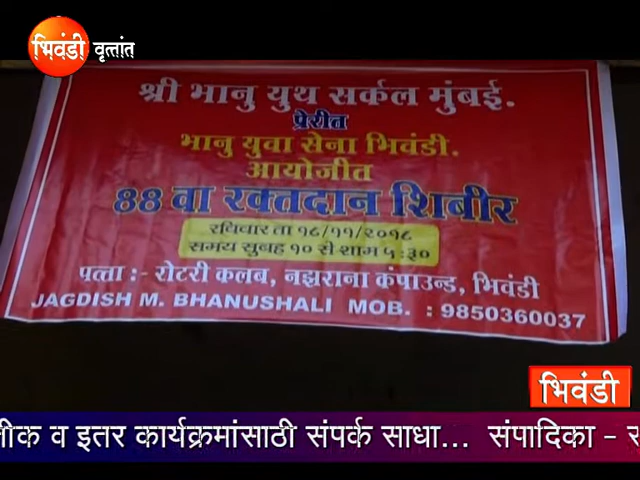 भिवंडी वृत्तांत
श्री भानु युथ सर्कल मुंबई.
प्रेरीत
भानु युवा सेना भिवंडी.
आयोजीत
88 वा रक्तदान शिबीर
रविवार ता १८/११/२०१८
समय सुबह १० से शाम ५:३०
पत्ता :- रोटरी कलब, नझराना कंपाउन्ड, भिवंडी
JAGDISH M. BHANUSHALI MOB. : 9850360037
भिवंडी
व इतर कार्यक्रमांसाठी संपर्क साधा... संपादिका -